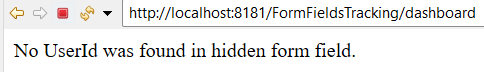 http://localhost:8181/FormFieldsTracking/dashboard
No UserId was found in hidden form field.